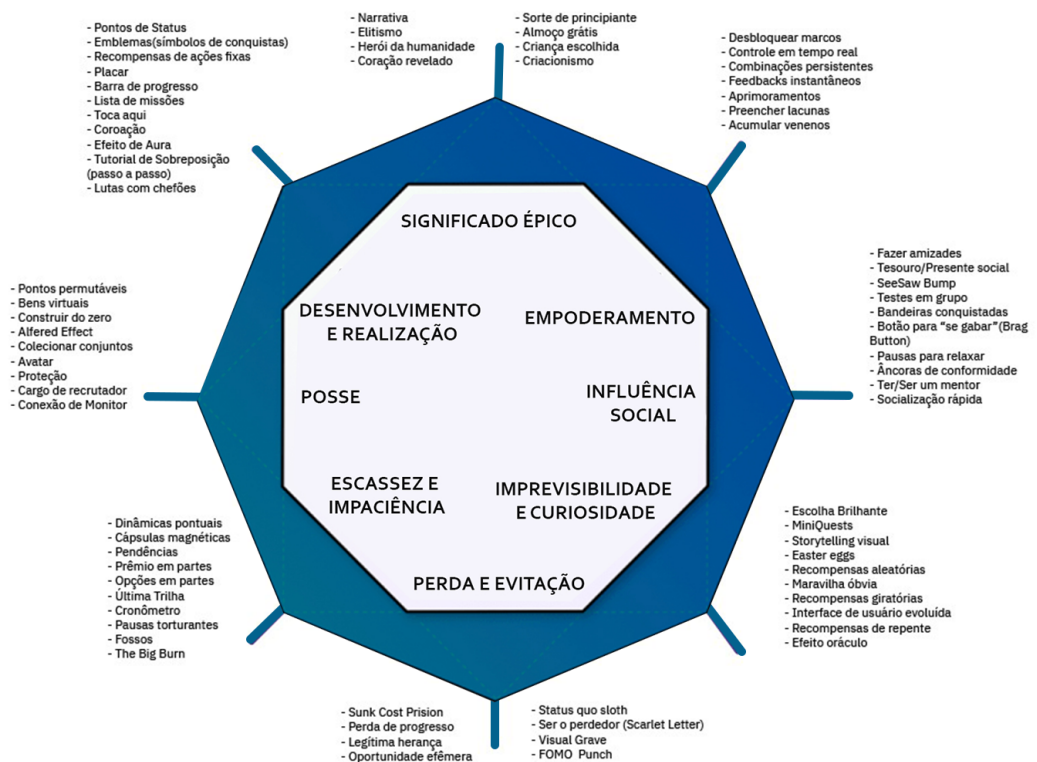 - Narrativa
- Elitismo
- Herói da humanidade
- Coração revelado
- Sorte de principiante
- Almoço grátis
- Criança escolhida
- Criacionismo
- Pontos de Status
- Emblemas(símbolos de conquistas)
- Recompensas de ações fixas
- Placar
- Barra de progresso
- Lista de missões
- Toca aqui
- Coroação
- Efeito de Aura
- Tutorial de Sobreposição
(passo a passo)
- Lutas com chefões
- Desbloquear marcos
- Controle em tempo real
- Combinações persistentes
- Feedbacks instantâneos
- Aprimoramentos
- Preencher lacunas
- Acumular venenos
SIGNIFICADO ÉPICO
DESENVOLVIMENTO
E REALIZAÇÃO
EMPODERAMENTO
POSSE
INFLUÊNCIA
SOCIAL
ESCASSEZ E
IMPACIÊNCIA
IMPREVISIBILIDADE
E CURIOSIDADE
PERDA E EVITAÇÃO
- Pontos permutáveis
- Bens virtuais
- Construir do zero
- Alfered Effect
- Colecionar conjuntos
- Avatar
- Proteção
- Cargo de recrutador
- Conexão de Monitor
- Fazer amizades
- Tesouro/Presente social
- SeeSaw Bump
- Testes em grupo
- Bandeiras conquistadas
- Botão para “se gabar”(Brag
Button)
- Pausas para relaxar
- Âncoras de conformidade
- Ter/Ser um mentor
- Socialização rápida
- Dinâmicas pontuais
- Cápsulas magnéticas
- Pendências
- Prêmio em partes
- Opções em partes
- Última Trilha
- Cronômetro
- Pausas torturantes
- Fossos
- The Big Burn
- Escolha Brilhante
- MiniQuests
- Storytelling visual
- Easter eggs
- Recompensas aleatórias
- Maravilha óbvia
- Recompensas giratórias
- Interface de usuário evoluída
- Recompensas de repente
- Efeito oráculo
- Sunk Cost Prision
- Perda de progresso
- Legítima herança
- Oportunidade efêmera
- Status quo sloth
- Ser o perdedor (Scarlet Letter)
- Visual Grave
- FOMO Punch